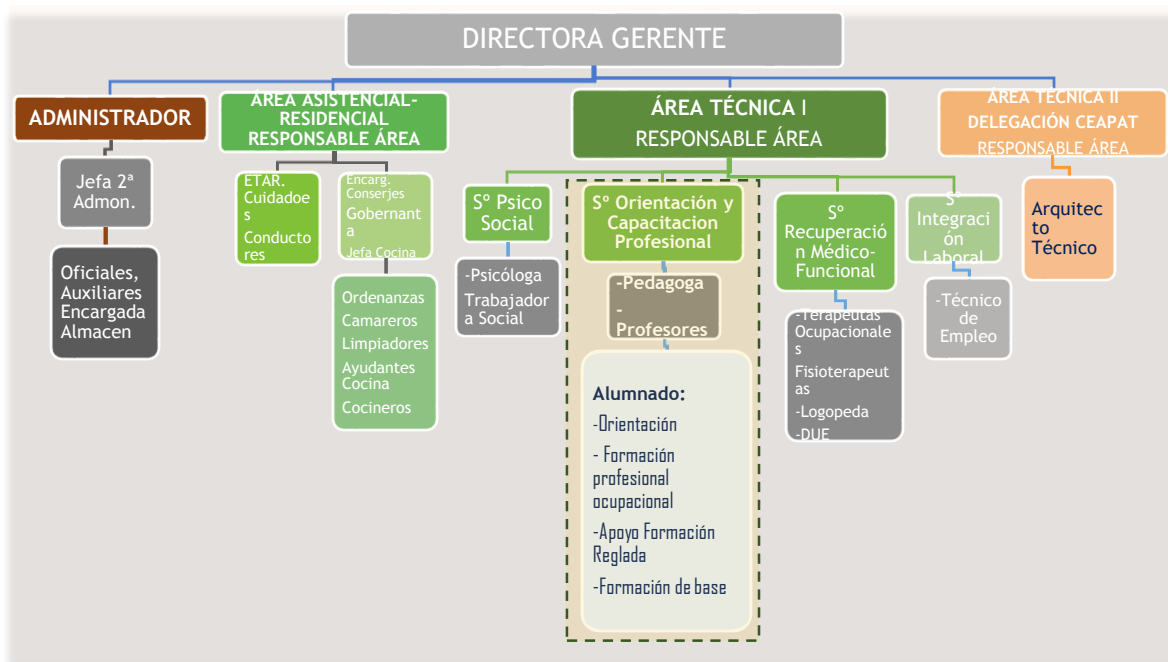 DIRECTORA GERENTE
ADMINISTRADOR
Jefa 2ª
Admon.
Oficiales,
Auxiliares
Encargada
Almacen
ÁREA ASISTENCIAL-
RESIDENCIAL
RESPONSABLE ÁREA
ETAR.
Cuidadoes
Conductores
Encarg.
Conserjes
Gobernant
a
Jefa Cocina
Ordenanzas
Camareros
Limpiadores
Ayudantes
Cocina
Cocineros
ÁREA TÉCNICA I
RESPONSABLE ÁREA
Sº Psico
Social
-Psicóloga
Trabajador
a Social
Sº Orientación y
Capacitacion
Profesional
-Pedagoga
-
Profesores
Alumnado:
-Orientación
- Formación
profesional
ocupacional
-Apoyo Formación
Reglada
-Formación de base
Sº
Recuperació
n Médico-
Funcional
-Terapeutas
Ocupacionale
s
Fisioterapeut
as
-Logopeda
-DUE
Sº
Integraci
ón
Laboral
-Técnico
de
Empleo
ÁREA TÉCNICA II
DELEGACIÓN CEAPAT
RESPONSABLE ÁREA
Arquitec
to
Técnico